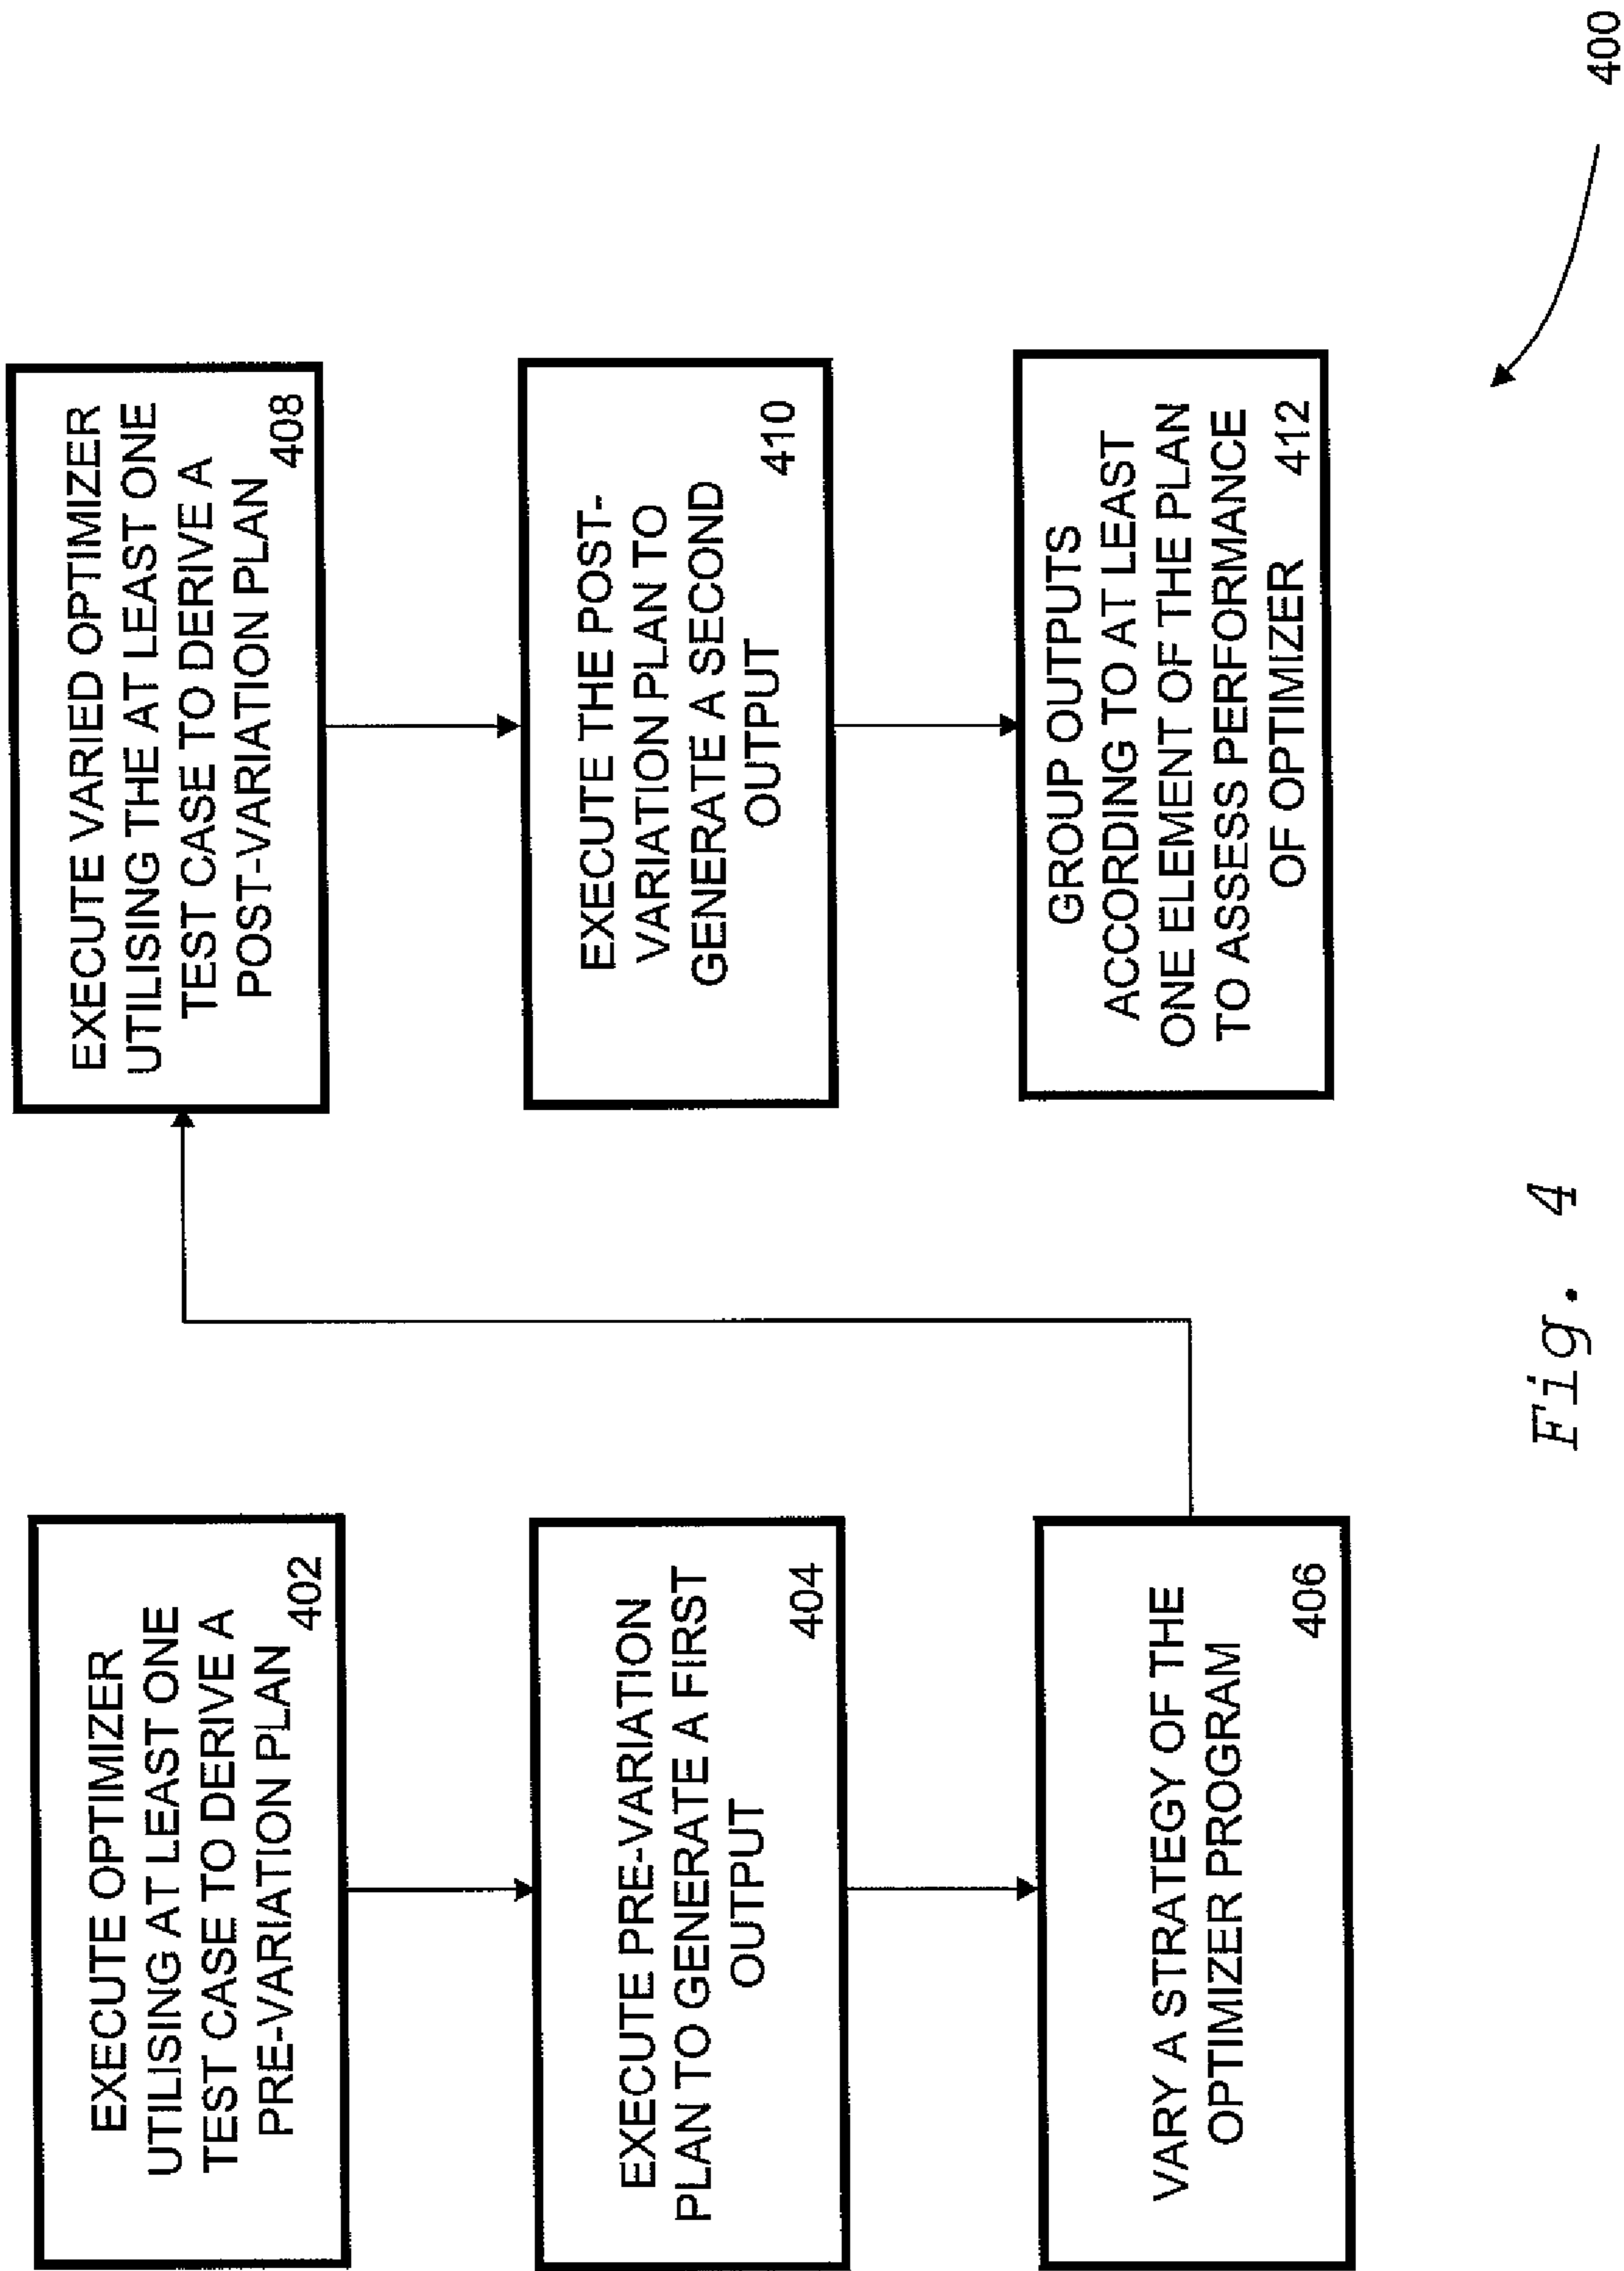 EXECUTE OPTIMIZER
UTILISING AT LEAST ONE
TEST CASE TO DERIVE A
PRE-VARIATION PLAN
402
EXECUTE PRE-VARIATION
PLAN TO GENERATE A FIRST
OUTPUT
404
VARY A STRATEGY OF THE
OPTIMIZER PROGRAM
406
EXECUTE VARIED OPTIMIZER
UTILISING THE AT LEAST ONE
TEST CASE TO DERIVE A
POST-VARIATION PLAN
408
EXECUTE THE POST-
VARIATION PLAN TO
GENERATE A SECOND
OUTPUT
410
GROUP OUTPUTS
ACCORDING TO AT LEAST
ONE ELEMENT OF THE PLAN
TO ASSESS PERFORMANCE
OF OPTIMIZER
412
Fig. 4
400